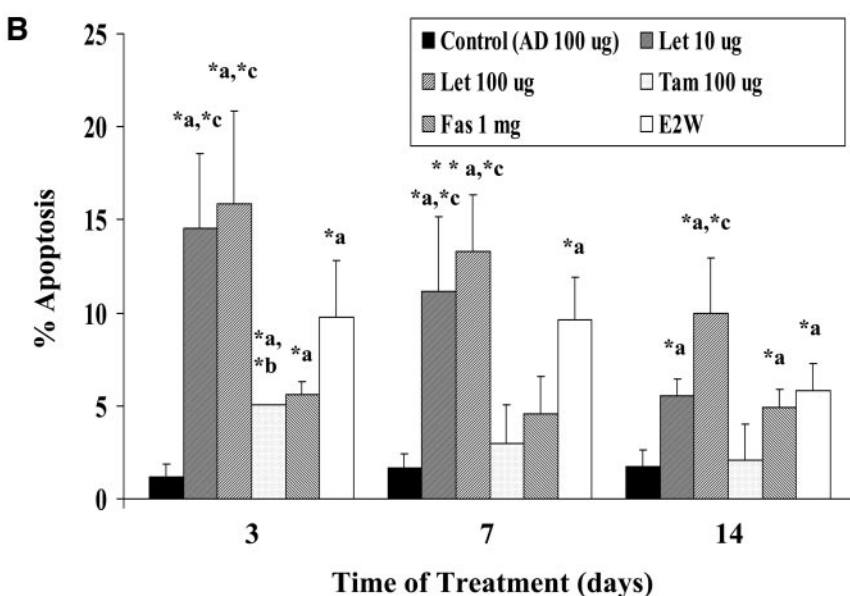 B
25
20
15
10
5
0
% Apoptosis
Control (AD 100 ug)
Let 10 ug
Let 100 ug
Tam 100 ug
Fas 1 mg
E2W
*a,*c
*a,*c
*a,
*b
*a
*a
*a,*c
* * a,*c
*a
*a
*a,*c
*a
*a
3
7
14
Time of Treatment (days)